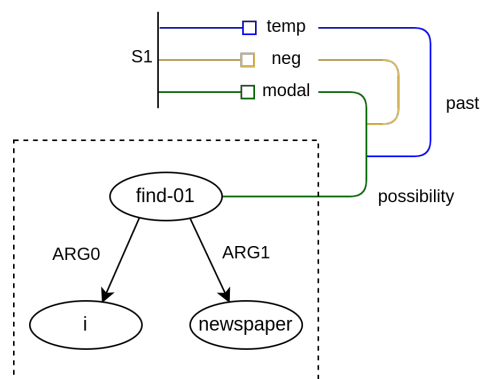 temp
S1
neg
modal
past
possibility
find-01
ARG0
ARG1
i
newspaper